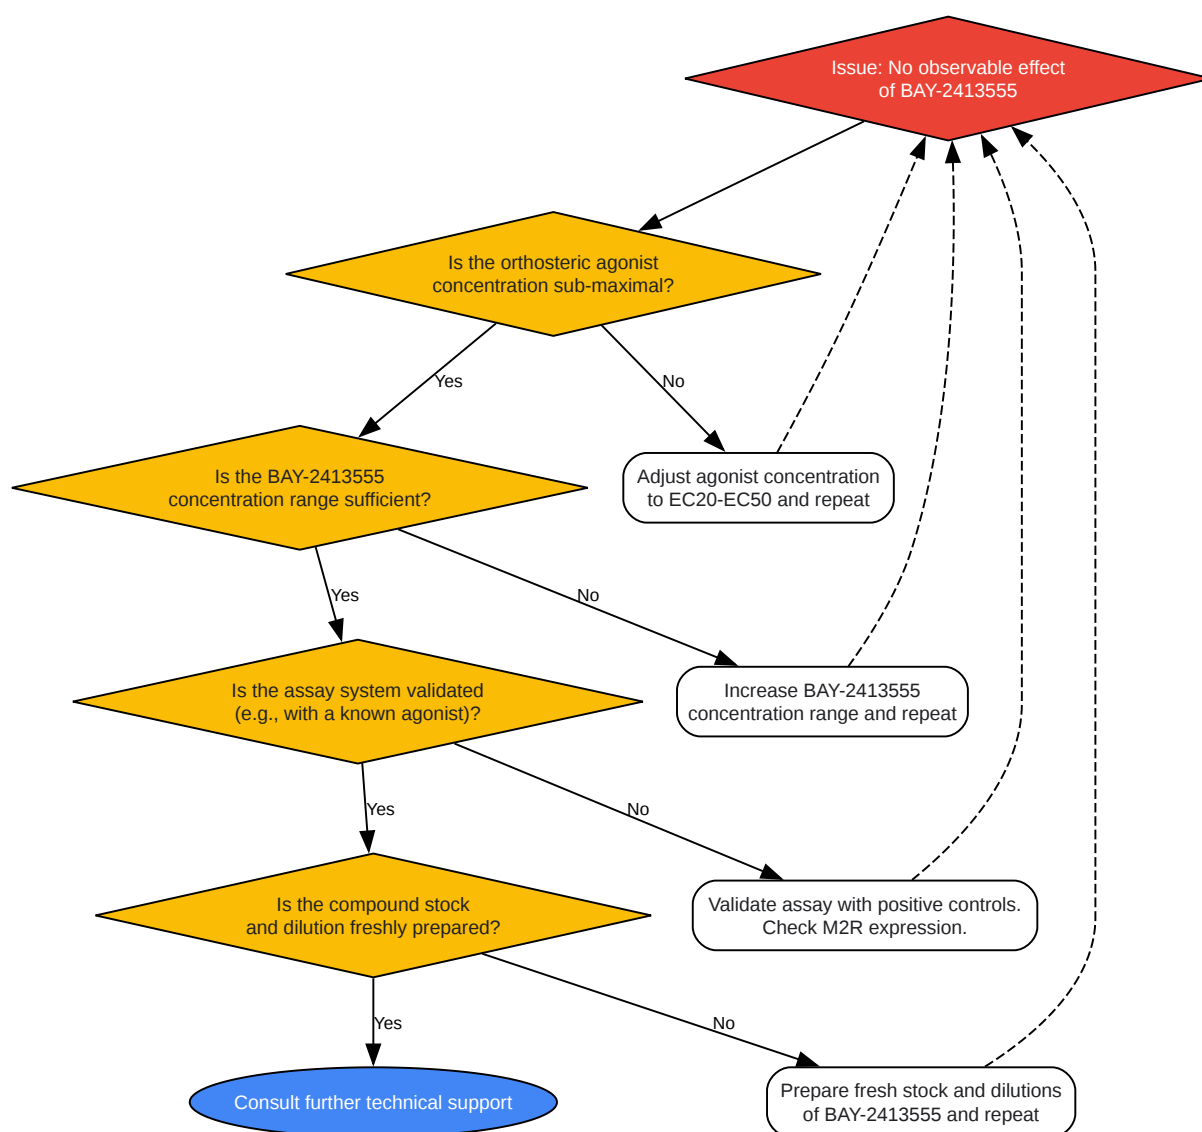 Issue: No observable effect
of BAY-2413555
Is the orthosteric agonist
concentration sub-maximal?
Yes
No
Is the BAY-2413555
concentration range sufficient?
Adjust agonist concentration
to EC20-EC50 and repeat
Yes
No
Is the assay system validated
(e.g., with a known agonist)?
Increase BAY-2413555
concentration range and repeat
Yes
No
Is the compound stock
and dilution freshly prepared?
Validate assay with positive controls.
Check M2R expression.
Yes
No
Consult further technical support
Prepare fresh stock and dilutions
of BAY-2413555 and repeat